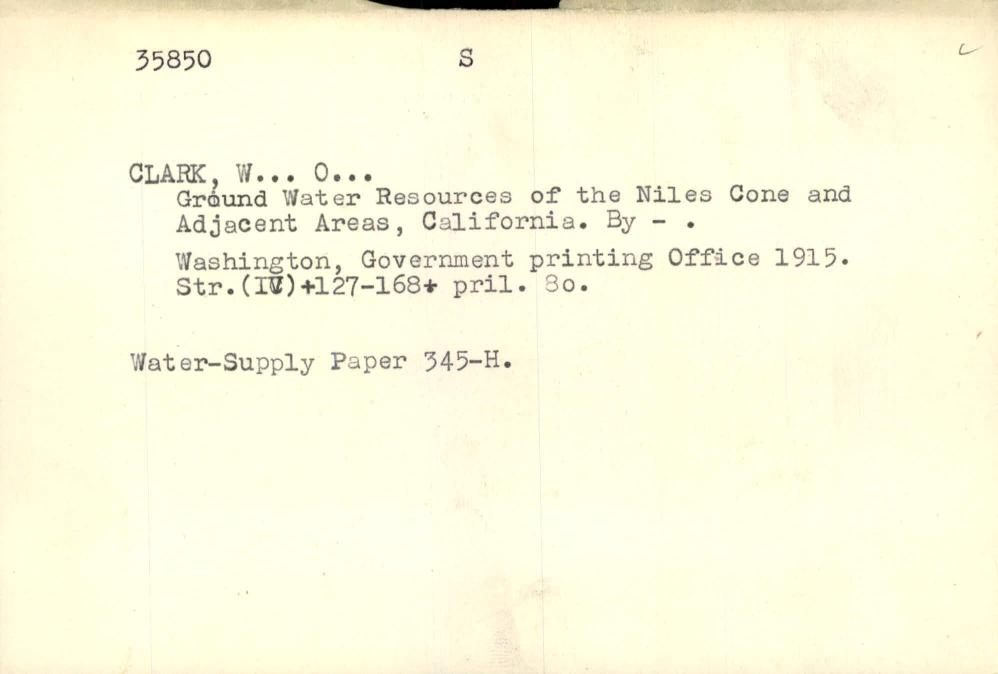 35850 S
CLARK, W... O...
Ground Water Resources of the Niles Cone and
Adjacent Areas, California. By - .
Washington, Government printing Office 1915.
Str.(IV)+127-168+ pril. 8o.
Water-Supply Paper 345-H.